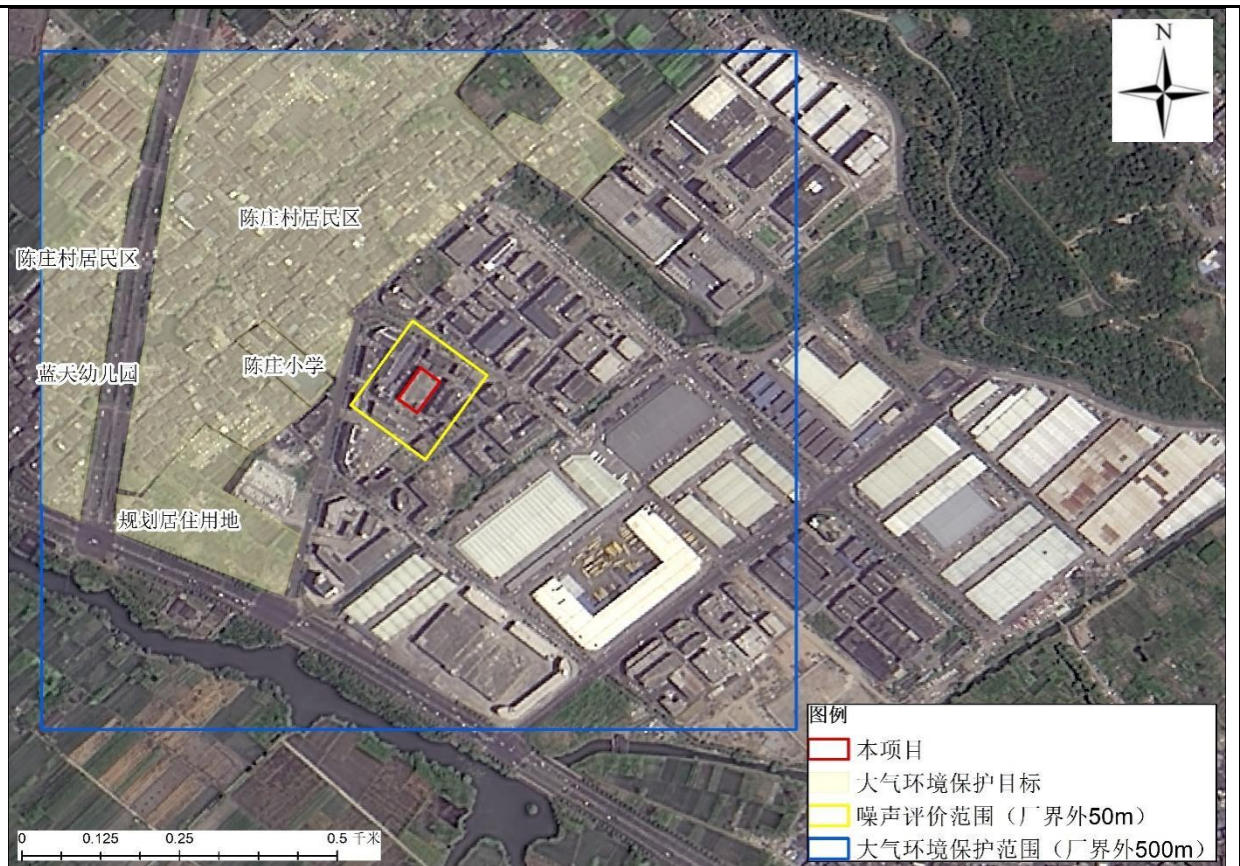 N
陈庄村居民区
陈庄村居民区
陈庄小学
蓝天幼儿园
规划居住用地
图例
本项目
大气环境保护目标
噪声评价范围（厂界外50m）
大气环境保护范围（厂界外500m）
0 0.125 0.25 0.5 千米